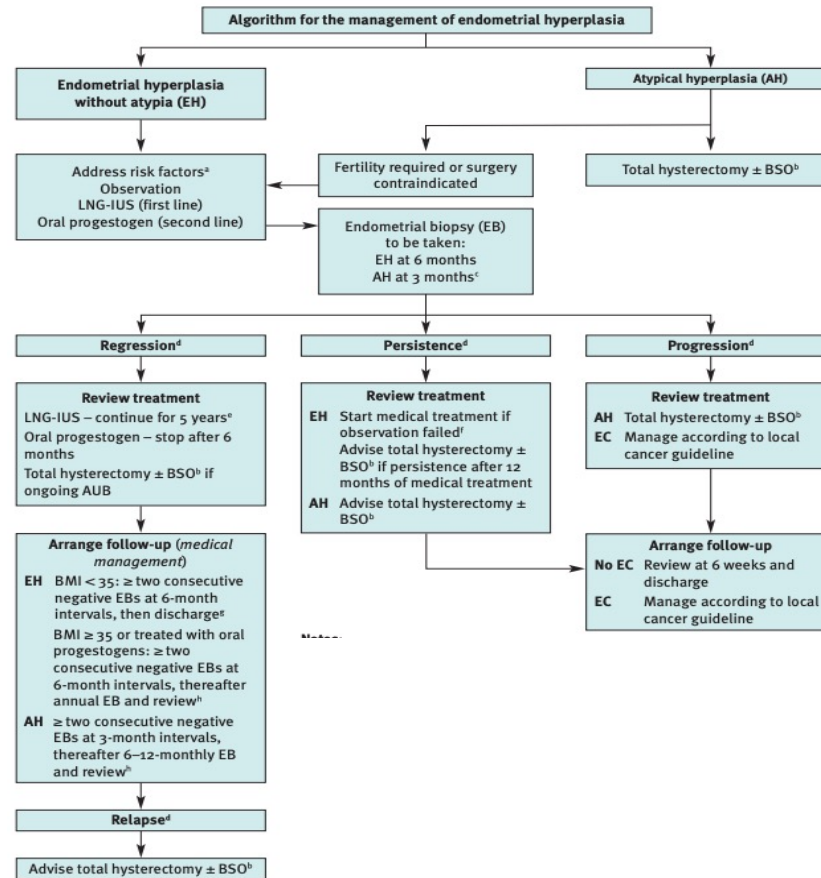 Algorithm for the management of endometrial hyperplasia
Endometrial hyperplasia
without atypia (EH)
Atypical hyperplasia (AH)
Address risk factorsᵃ
Observation
LNG-IUS (first line)
Oral progestogen (second line)
Fertility required or surgery
contraindicated
Total hysterectomy ± BSOᵇ
Endometrial biopsy (EB)
to be taken:
EH at 6 months
AH at 3 monthsᶜ
Regressionᵈ
Persistenceᵈ
Progressionᵈ
Review treatment
LNG-IUS – continue for 5 yearsᵉ
Oral progestogen – stop after 6
months
Total hysterectomy ± BSOᵇ if
ongoing AUB
Review treatment
EH Start medical treatment if
observation failedᶠ
Advise total hysterectomy ±
BSOᵇ if persistence after 12
months of medical treatment
AH Advise total hysterectomy ±
BSOᵇ
Review treatment
AH Total hysterectomy ± BSOᵇ
EC Manage according to local
cancer guideline
Arrange follow-up (medical
management)
EH BMI < 35: ≥ two consecutive
negative EBs at 6-month
intervals, then dischargeᵍ
BMI ≥ 35 or treated with oral
progestogens: ≥ two
consecutive negative EBs at
6-month intervals, thereafter
annual EB and reviewʰ
AH ≥ two consecutive negative
EBs at 3-month intervals,
thereafter 6–12-monthly EB
and reviewʰ
Arrange follow-up
No EC Review at 6 weeks and
discharge
EC Manage according to local
cancer guideline
Relapseᵈ
Advise total hysterectomy ± BSOᵇ